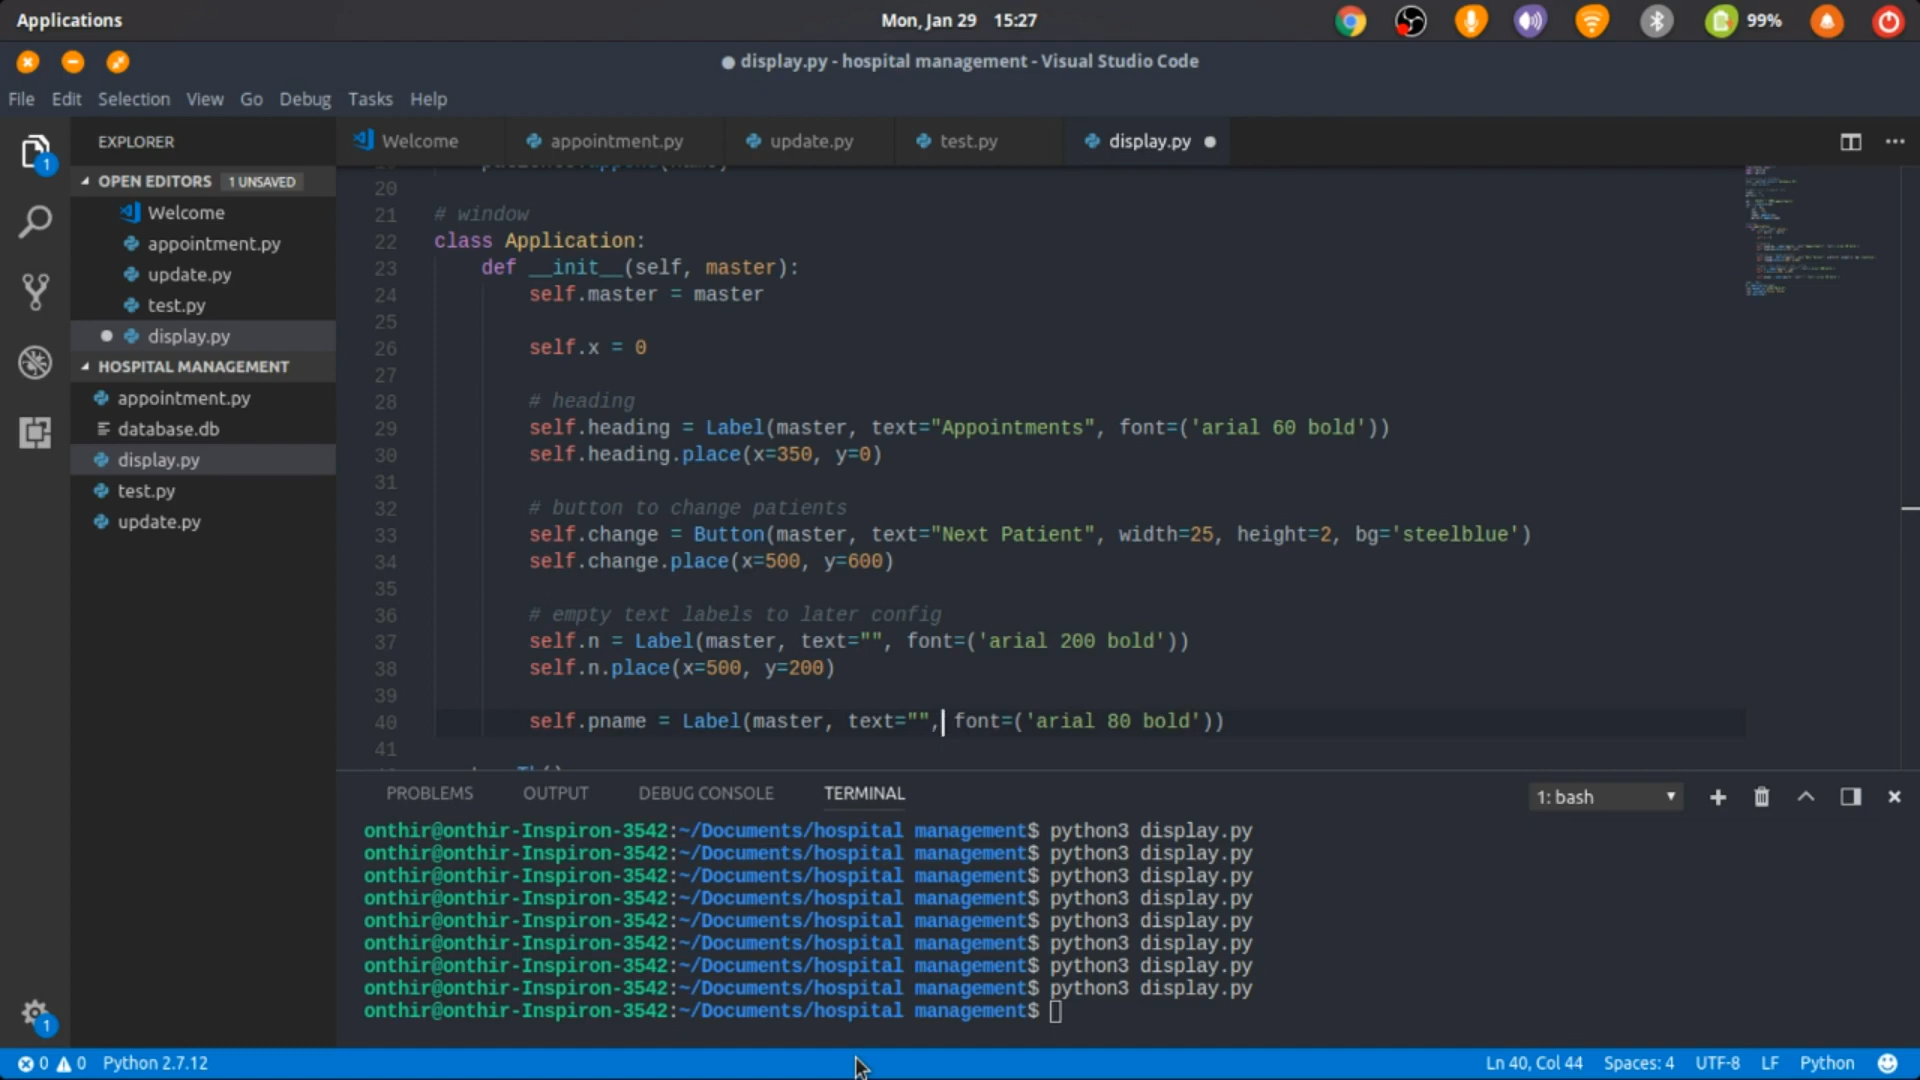 Applications
Mon, Jan 29 15:27
99%
display.py - hospital management - Visual Studio Code
File Edit Selection View Go Debug Tasks Help
EXPLORER
Welcome
appointment.py
update.py
test.py
display.py
OPEN EDITORS 1 UNSAVED
Welcome
appointment.py
update.py
test.py
display.py
HOSPITAL MANAGEMENT
appointment.py
database.db
display.py
test.py
update.py
1
1
20
21 # window
22 class Application:
23 def __init__(self, master):
24 self.master = master
25
26 self.x = 0
27
28 # heading
29 self.heading = Label(master, text="Appointments", font=('arial 60 bold'))
30 self.heading.place(x=350, y=0)
31
32 # button to change patients
33 self.change = Button(master, text="Next Patient", width=25, height=2, bg='steelblue')
34 self.change.place(x=500, y=600)
35
36 # empty text labels to later config
37 self.n = Label(master, text="", font=('arial 200 bold'))
38 self.n.place(x=500, y=200)
39
40 self.pname = Label(master, text="", font=('arial 80 bold'))
41
PROBLEMS OUTPUT DEBUG CONSOLE TERMINAL
1: bash
onthir@onthir-Inspiron-3542:~/Documents/hospital management$ python3 display.py
onthir@onthir-Inspiron-3542:~/Documents/hospital management$ python3 display.py
onthir@onthir-Inspiron-3542:~/Documents/hospital management$ python3 display.py
onthir@onthir-Inspiron-3542:~/Documents/hospital management$ python3 display.py
onthir@onthir-Inspiron-3542:~/Documents/hospital management$ python3 display.py
onthir@onthir-Inspiron-3542:~/Documents/hospital management$ python3 display.py
onthir@onthir-Inspiron-3542:~/Documents/hospital management$ python3 display.py
onthir@onthir-Inspiron-3542:~/Documents/hospital management$ python3 display.py
onthir@onthir-Inspiron-3542:~/Documents/hospital management$
0 0 Python 2.7.12
Ln 40, Col 44 Spaces: 4 UTF-8 LF Python